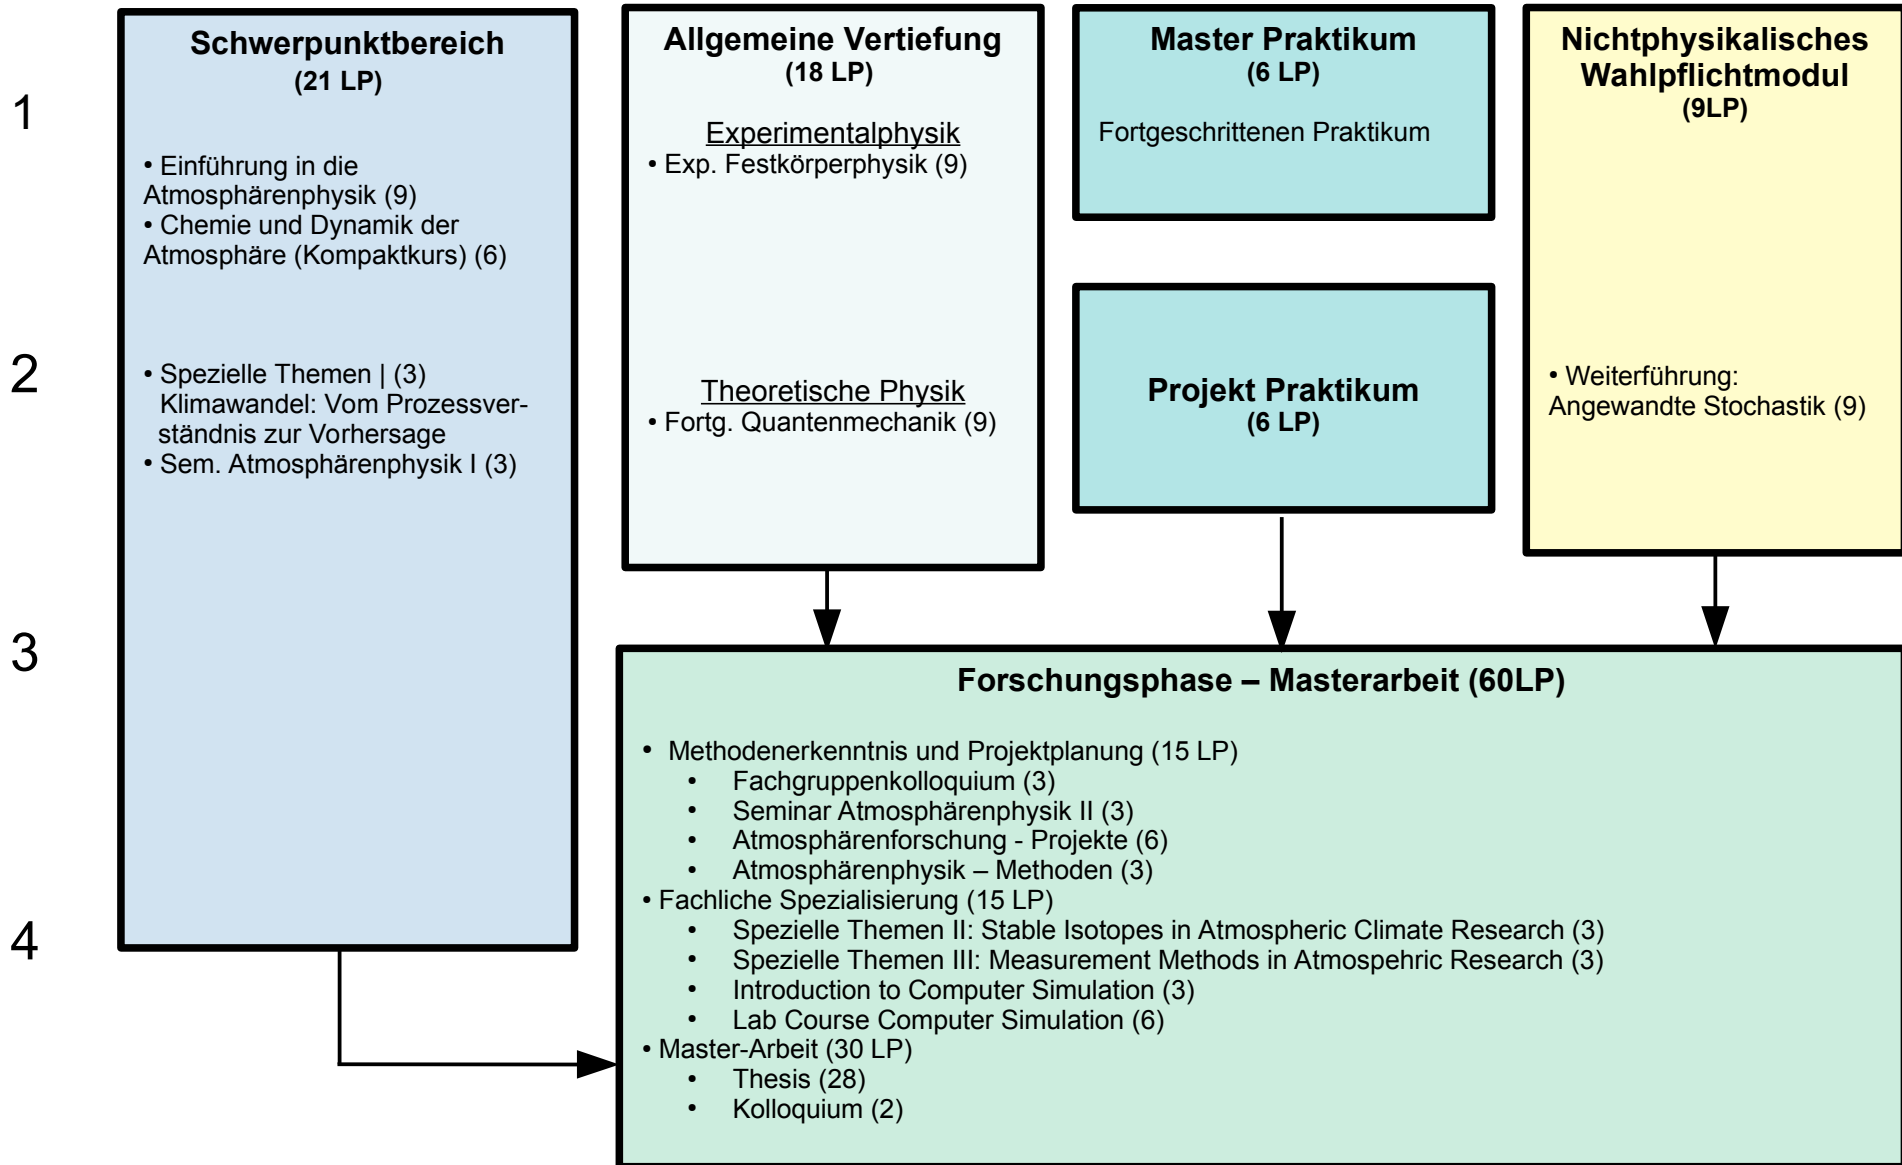 1
2
3
4
Schwerpunktbereich
(21 LP)
• Einführung in die
Atmosphärenphysik (9)
• Chemie und Dynamik der
Atmosphäre (Kompaktkurs) (6)
• Spezielle Themen | (3)
Klimawandel: Vom Prozessver-
ständnis zur Vorhersage
• Sem. Atmosphärenphysik I (3)
Allgemeine Vertiefung
(18 LP)
Experimentalphysik
• Exp. Festkörperphysik (9)
Theoretische Physik
• Fortg. Quantenmechanik (9)
Master Praktikum
(6 LP)
Fortgeschrittenen Praktikum
Projekt Praktikum
(6 LP)
Nichtphysikalisches
Wahlpflichtmodul
(9LP)
• Weiterführung:
Angewandte Stochastik (9)
Forschungsphase – Masterarbeit (60LP)
• Methodenerkenntnis und Projektplanung (15 LP)
• Fachgruppenkolloquium (3)
• Seminar Atmosphärenphysik II (3)
• Atmosphärenforschung - Projekte (6)
• Atmosphärenphysik – Methoden (3)
• Fachliche Spezialisierung (15 LP)
• Spezielle Themen II: Stable Isotopes in Atmospheric Climate Research (3)
• Spezielle Themen III: Measurement Methods in Atmospehric Research (3)
• Introduction to Computer Simulation (3)
• Lab Course Computer Simulation (6)
• Master-Arbeit (30 LP)
• Thesis (28)
• Kolloquium (2)